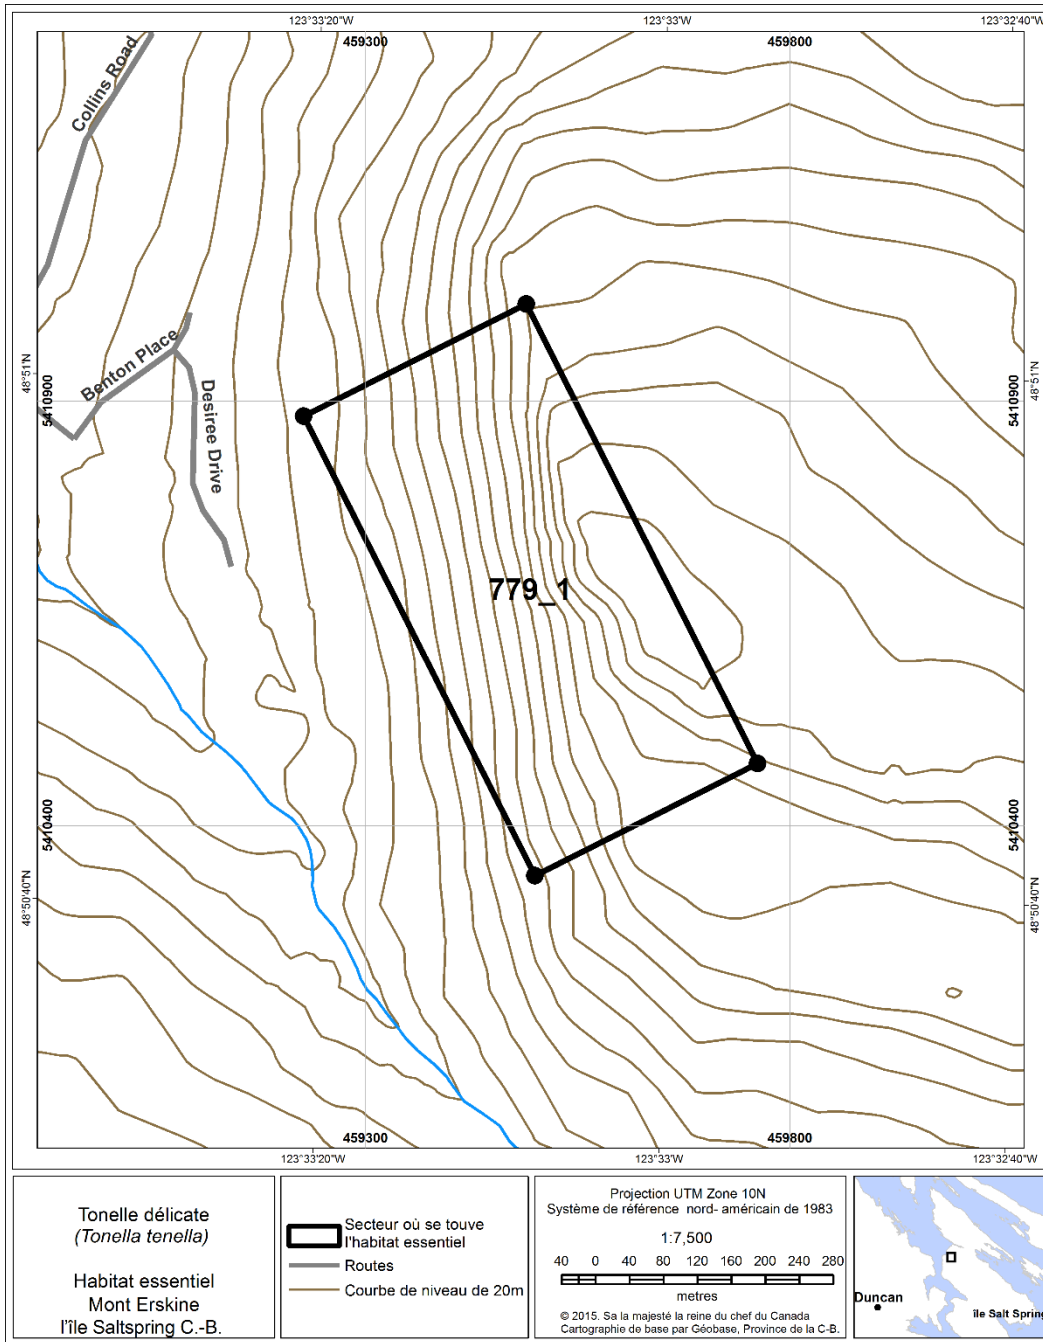 123°33'20"W 123°33'W 123°32'40"W
459300 459800
Collins Road
Benton Place
Desiree Drive
48°51'N 48°51'N
5410900 5410900
779_1
5410400 5410400
48°50'40"N 48°50'40"N
459300 459800
123°33'20"W 123°33'W 123°32'40"W
Tonelle délicate
(Tonella tenella)
Habitat essentiel
Mont Erskine
l'île Saltspring C.-B.
Secteur où se touve
l'habitat essentiel
Routes
Courbe de niveau de 20m
Projection UTM Zone 10N
Système de référence nord- américain de 1983
1:7,500
40 0 40 80 120 160 200 240 280
metres
© 2015. Sa la majesté la reine du chef du Canada
Cartographie de base par Géobase, Province de la C-B.
Duncan
île Salt Spring